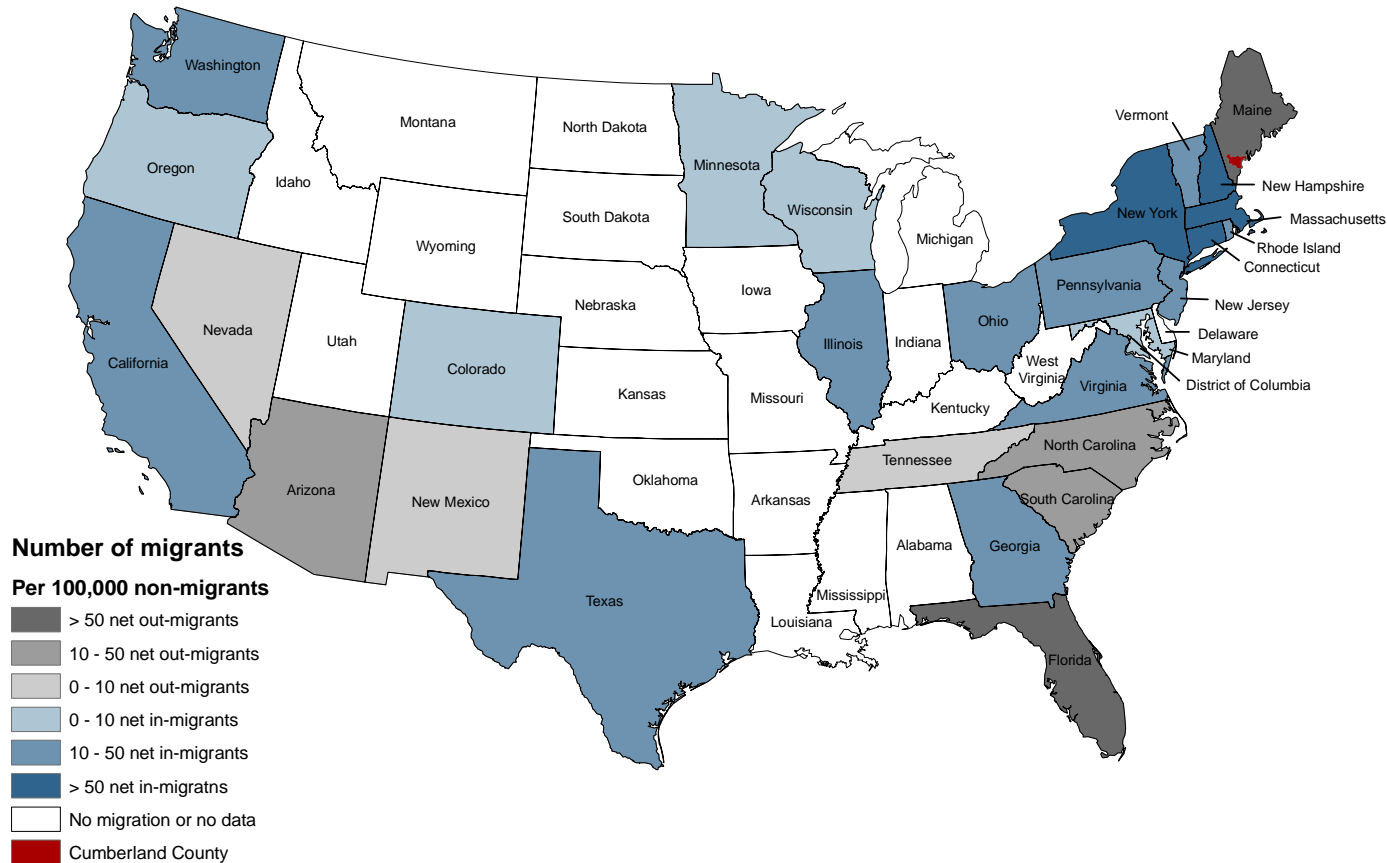 Washington
Oregon
California
Nevada
Idaho
Montana
Wyoming
Utah
Colorado
Arizona
New Mexico
North Dakota
South Dakota
Nebraska
Kansas
Oklahoma
Texas
Minnesota
Iowa
Missouri
Arkansas
Louisiana
Wisconsin
Illinois
Michigan
Indiana
Ohio
Kentucky
Tennessee
Mississippi
Alabama
Georgia
Florida
South Carolina
North Carolina
Virginia
West
Virginia
Pennsylvania
New York
Vermont
Maine
New Hampshire
Massachusetts
Rhode Island
Connecticut
New Jersey
Delaware
Maryland
District of Columbia
Number of migrants
Per 100,000 non-migrants
> 50 net out-migrants
10 - 50 net out-migrants
0 - 10 net out-migrants
0 - 10 net in-migrants
10 - 50 net in-migrants
> 50 net in-migratns
No migration or no data
Cumberland County